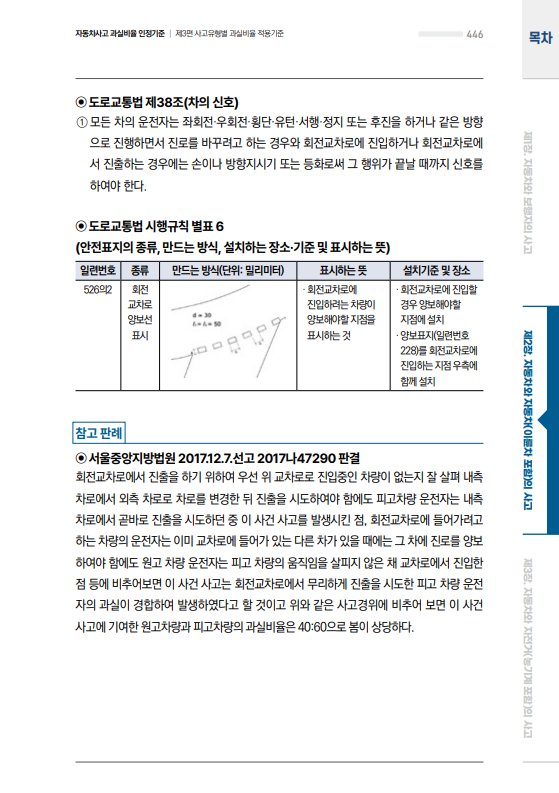 자동차사고 과실비율 인정기준 | 제3편 사고유형별 과실비율 적용기준
446
목차
◉ 도로교통법 제38조(차의 신호)
① 모든 차의 운전자는 좌회전·우회전·횡단·유턴·서행·정지 또는 후진을 하거나 같은 방향
으로 진행하면서 진로를 바꾸려고 하는 경우와 회전교차로에 진입하거나 회전교차로에
서 진출하는 경우에는 손이나 방향지시기 또는 등화로써 그 행위가 끝날 때까지 신호를
하여야 한다.
◉ 도로교통법 시행규칙 별표 6
(안전표지의 종류, 만드는 방식, 설치하는 장소·기준 및 표시하는 뜻)
일련번호 종류 만드는 방식(단위: 밀리미터) 표시하는 뜻 설치기준 및 장소
526의2
회전
교차로
양보선
표시
d = 30
l₁ = l₂ = 50
· 회전교차로에
진입하려는 차량이
양보해야할 지점을
표시하는 것
· 회전교차로에 진입할
경우 양보해야할
지점에 설치
· 양보표지(일련번호
228)를 회전교차로에
진입하는 지점 우측에
함께 설치
참고 판례
◉ 서울중앙지방법원 2017.12.7.선고 2017나47290 판결
회전교차로에서 진출을 하기 위하여 우선 위 교차로로 진입중인 차량이 없는지 잘 살펴 내측
차로에서 외측 차로로 차로를 변경한 뒤 진출을 시도하여야 함에도 피고차량 운전자는 내측
차로에서 곧바로 진출을 시도하던 중 이 사건 사고를 발생시킨 점, 회전교차로에 들어가려고
하는 차량의 운전자는 이미 교차로에 들어가 있는 다른 차가 있을 때에는 그 차에 진로를 양보
하여야 함에도 원고 차량 운전자는 피고 차량의 움직임을 살피지 않은 채 교차로에서 진입한
점 등에 비추어보면 이 사건 사고는 회전교차로에서 무리하게 진출을 시도한 피고 차량 운전
자의 과실이 경합하여 발생하였다고 할 것이고 위와 같은 사고경위에 비추어 보면 이 사건
사고에 기여한 원고차량과 피고차량의 과실비율은 40:60으로 봄이 상당하다.
제1장. 자동차와 보행자의 사고
제2장. 자동차와 자동차(이륜차 포함)의 사고
제3장. 자동차와 자전거(농기계 포함)의 사고